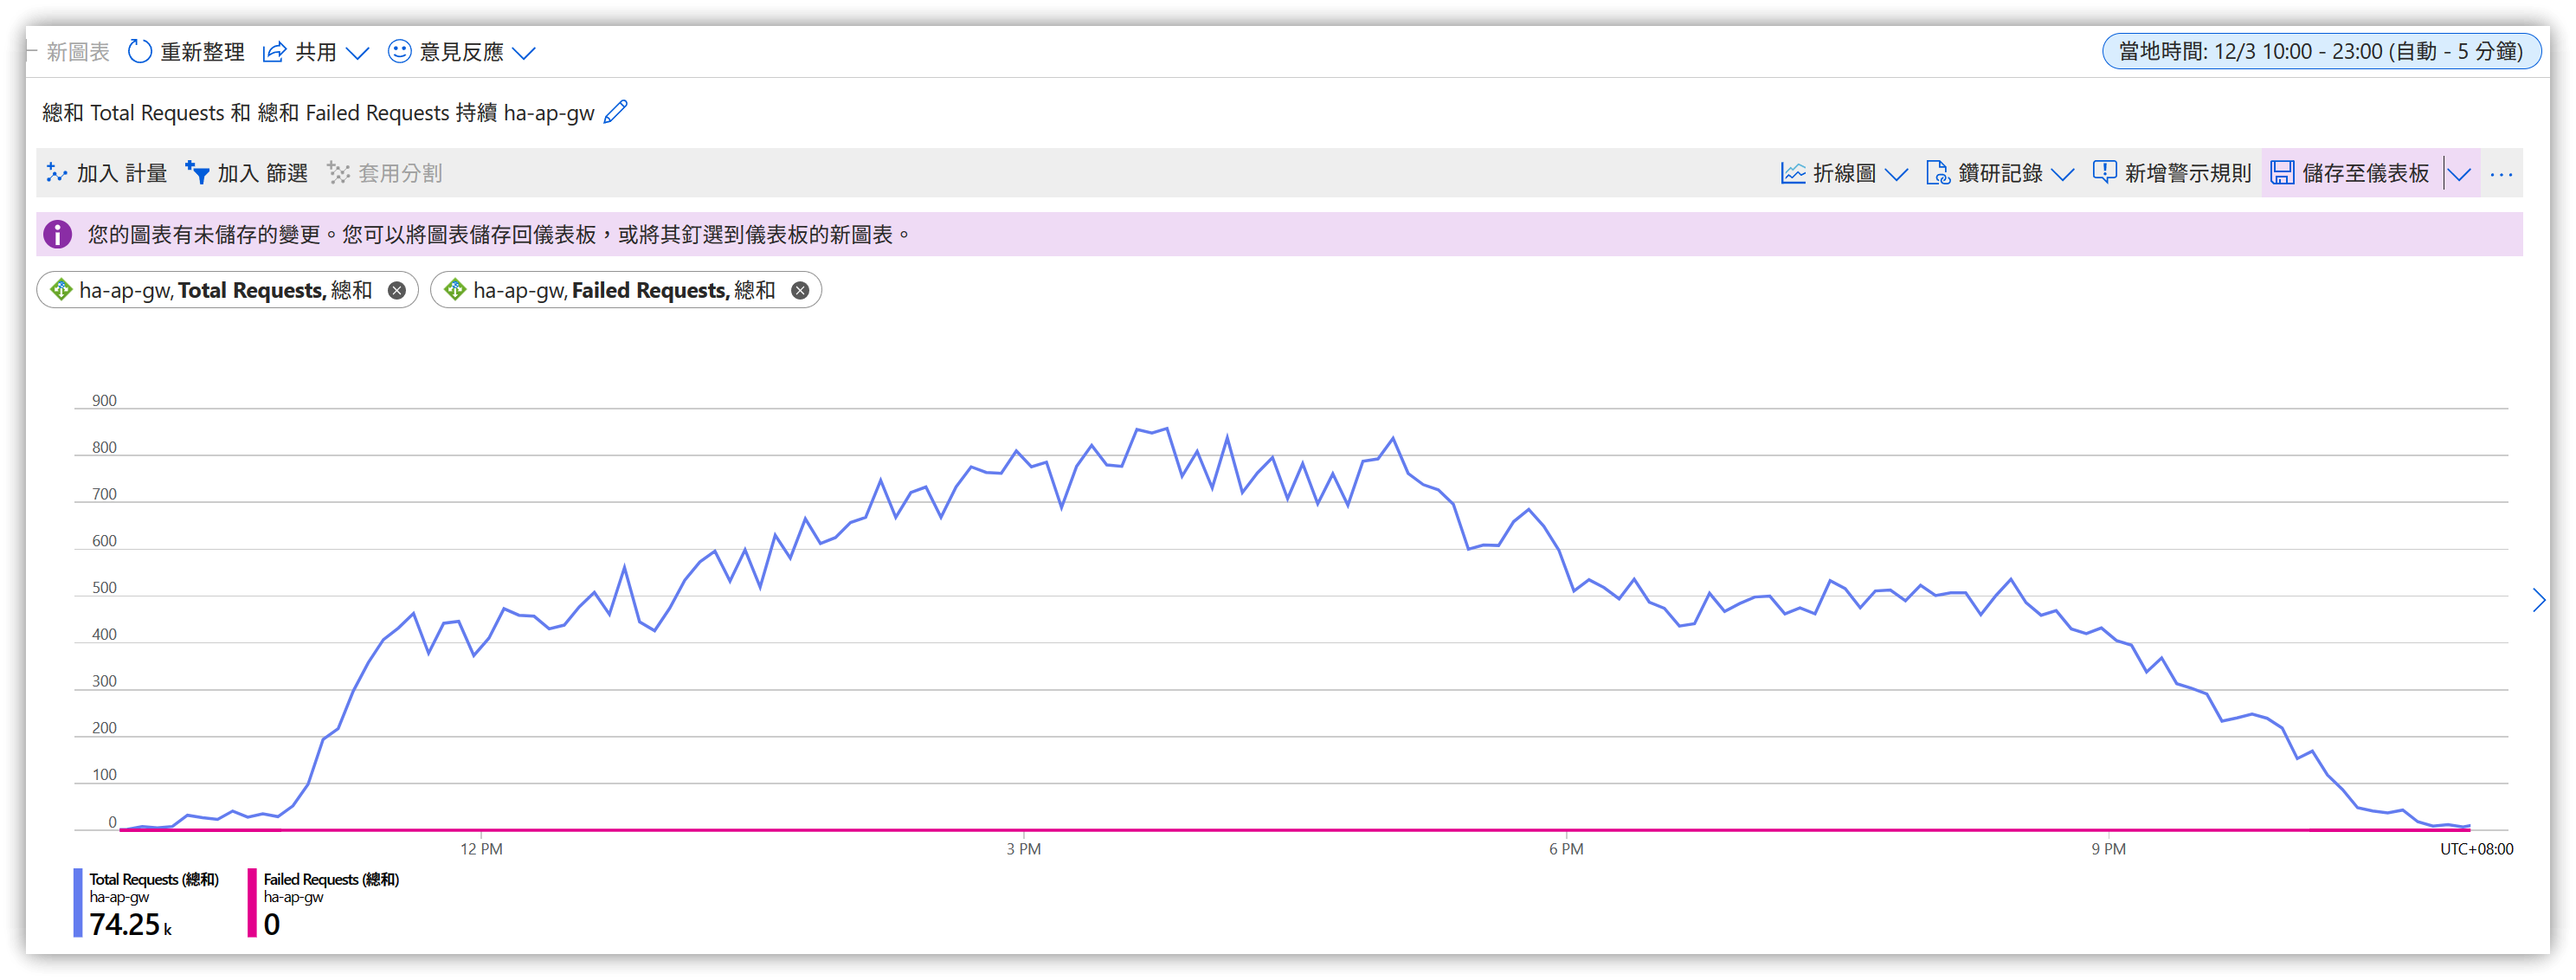 新圖表 重新整理 共用 意見反應 當地時間: 12/3 10:00 - 23:00 (自動 - 5 分鐘)
總和 Total Requests 和 總和 Failed Requests 持續 ha-ap-gw
加入 計量 加入 篩選 套用分割 折線圖 鑽研記錄 新增警示規則 儲存至儀表板 ...
您的圖表有未儲存的變更。您可以將圖表儲存回儀表板，或將其釘選到儀表板的新圖表。
ha-ap-gw, Total Requests, 總和 ha-ap-gw, Failed Requests, 總和
900
800
700
600
500
400
300
200
100
0
12 PM 3 PM 6 PM 9 PM UTC+08:00
Total Requests (總和) Failed Requests (總和)
ha-ap-gw ha-ap-gw
74.25 k 0